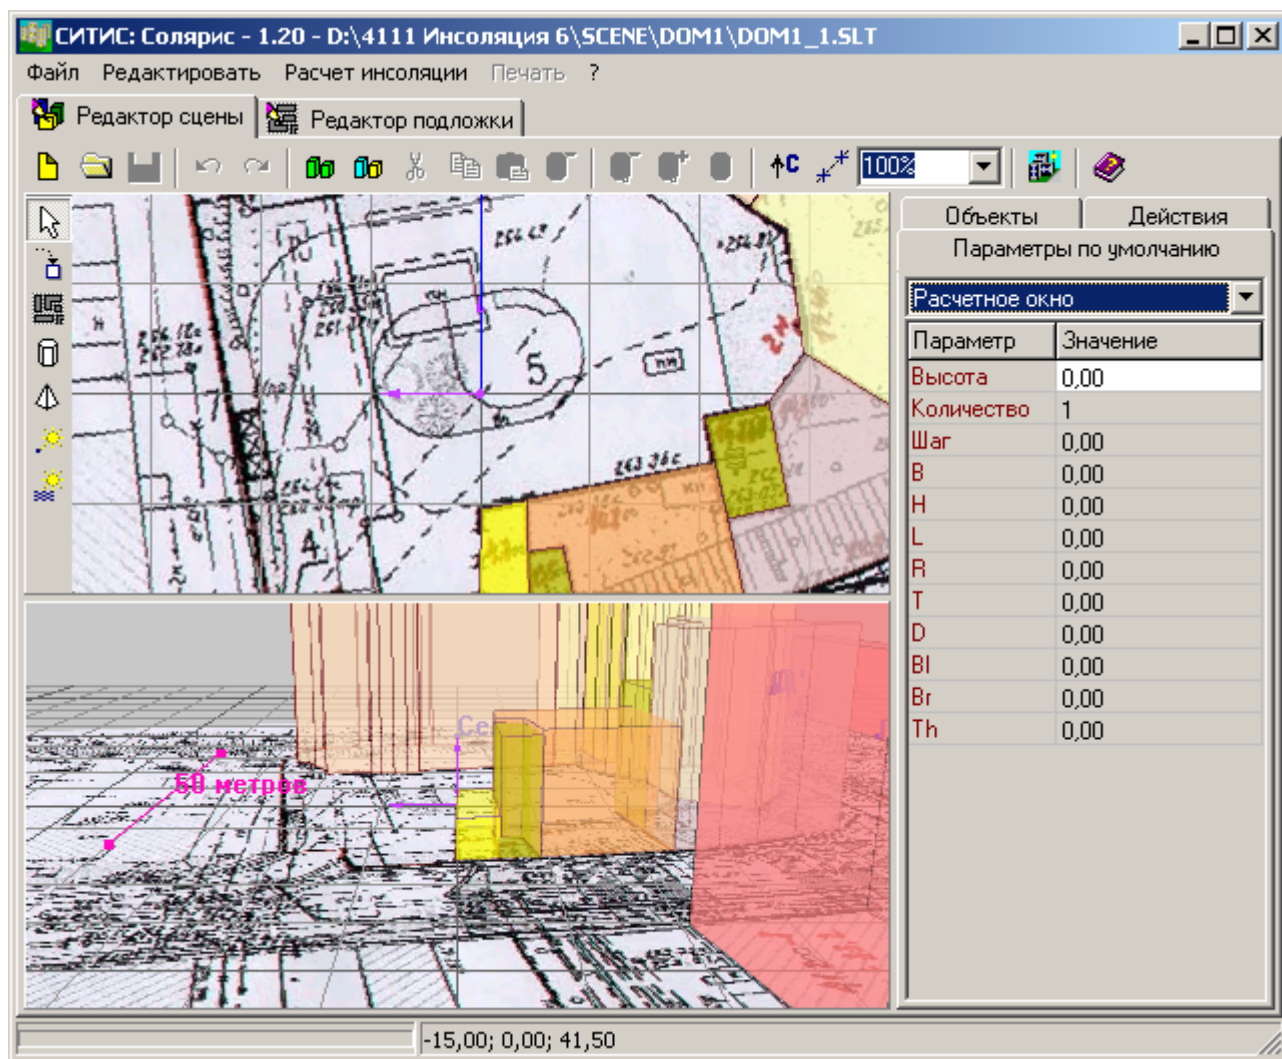 СИТИС: Солярис - 1.20 - D:\4111 Инсоляция 6\SCENE\DOM1\DOM1_1.SLT
Файл Редактировать Расчет инсоляции Печать ?
Редактор сцены Редактор подложки
С 100%
Объекты Действия
Параметры по умолчанию
Расчетное окно
Параметр Значение
Высота 0,00
Количество 1
Шаг 0,00
B 0,00
H 0,00
L 0,00
R 0,00
T 0,00
D 0,00
Bl 0,00
Br 0,00
Th 0,00
5
4
50 метров
-15,00; 0,00; 41,50